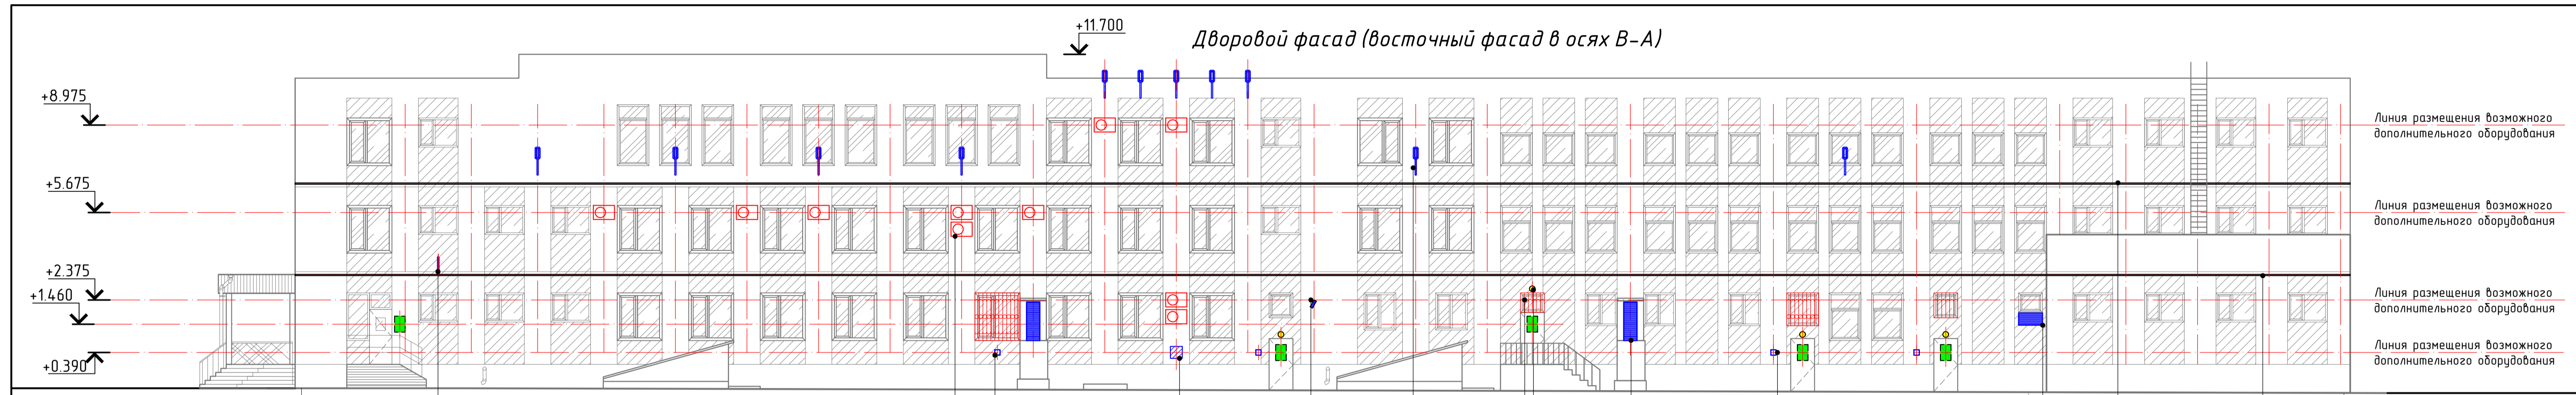 +11.700
Дворовой фасад (восточный фасад в осях В-А)
+8.975
Линия размещения возможного
дополнительного оборудования
+5.675
Линия размещения возможного
дополнительного оборудования
+2.375
Линия размещения возможного
дополнительного оборудования
+1.460
Линия размещения возможного
дополнительного оборудования
+0.390